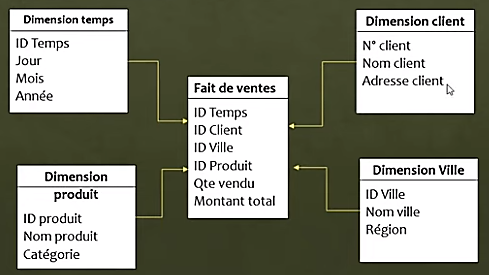 Dimension temps
ID Temps
Jour
Mois
Année
Dimension client
N° client
Nom client
Adresse client
Fait de ventes
ID Temps
ID Client
ID Ville
ID Produit
Qte vendu
Montant total
Dimension
produit
ID produit
Nom produit
Catégorie
Dimension Ville
ID Ville
Nom ville
Région